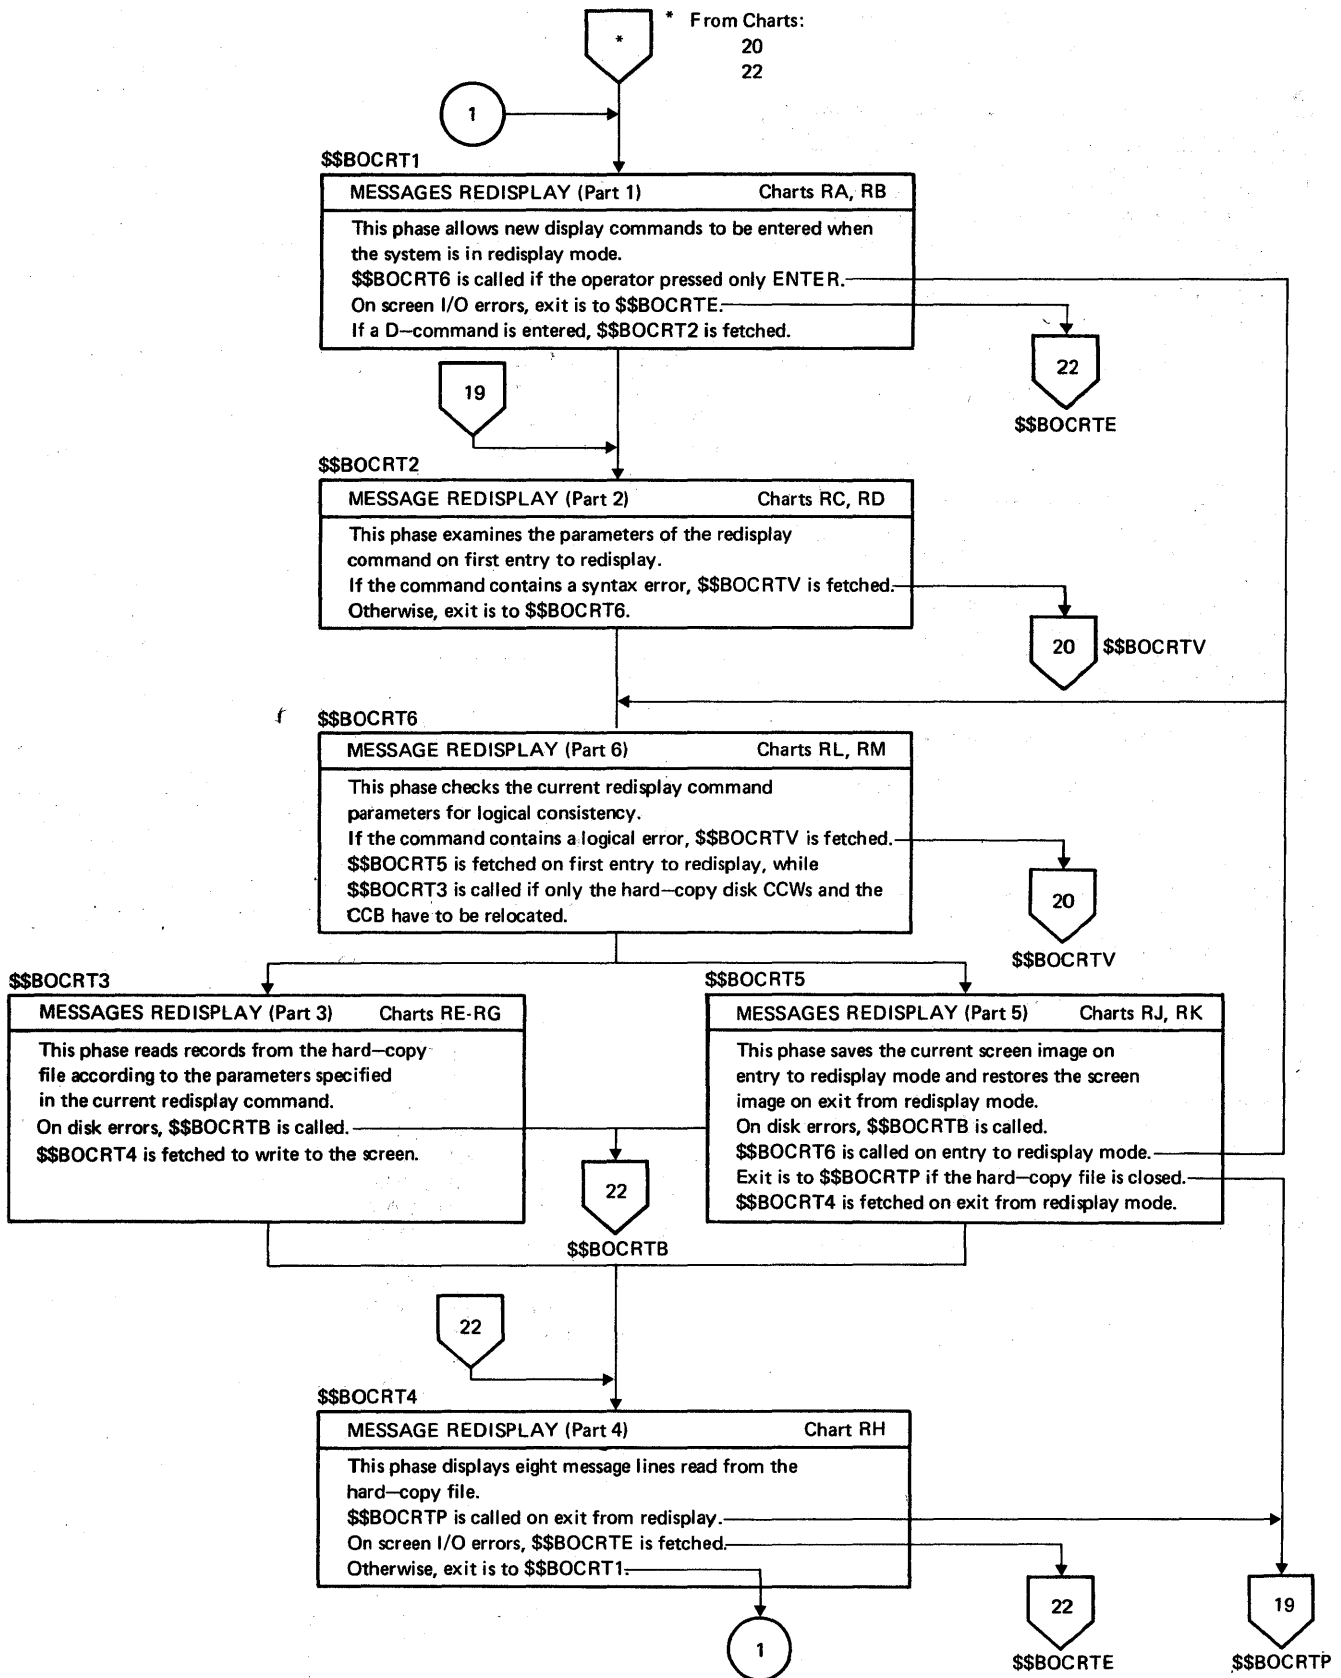 * From Charts:
*
20
22
1
$$BOCRT1
MESSAGES REDISPLAY (Part 1) Charts RA, RB
This phase allows new display commands to be entered when
the system is in redisplay mode.
$$BOCRT6 is called if the operator pressed only ENTER.
On screen I/O errors, exit is to $$BOCRTE.
If a D—command is entered, $$BOCRT2 is fetched.
22
$$BOCRTE
19
$$BOCRT2
MESSAGE REDISPLAY (Part 2) Charts RC, RD
This phase examines the parameters of the redisplay
command on first entry to redisplay.
If the command contains a syntax error, $$BOCRTV is fetched.
Otherwise, exit is to $$BOCRT6.
20 $$BOCRTV
$$BOCRT6
MESSAGE REDISPLAY (Part 6) Charts RL, RM
This phase checks the current redisplay command
parameters for logical consistency.
If the command contains a logical error, $$BOCRTV is fetched.
$$BOCRT5 is fetched on first entry to redisplay, while
$$BOCRT3 is called if only the hard—copy disk CCWs and the
CCB have to be relocated.
20
$$BOCRTV
$$BOCRT3
MESSAGES REDISPLAY (Part 3) Charts RE-RG
This phase reads records from the hard—copy
file according to the parameters specified
in the current redisplay command.
On disk errors, $$BOCRTB is called.
$$BOCRT4 is fetched to write to the screen.
22
$$BOCRTB
$$BOCRT5
MESSAGES REDISPLAY (Part 5) Charts RJ, RK
This phase saves the current screen image on
entry to redisplay mode and restores the screen
image on exit from redisplay mode.
On disk errors, $$BOCRTB is called.
$$BOCRT6 is called on entry to redisplay mode.
Exit is to $$BOCRTP if the hard—copy file is closed.
$$BOCRT4 is fetched on exit from redisplay mode.
22
$$BOCRT4
MESSAGE REDISPLAY (Part 4) Chart RH
This phase displays eight message lines read from the
hard—copy file.
$$BOCRTP is called on exit from redisplay.
On screen I/O errors, $$BOCRTE is fetched.
Otherwise, exit is to $$BOCRT1.
1
22
$$BOCRTE
19
$$BOCRTP